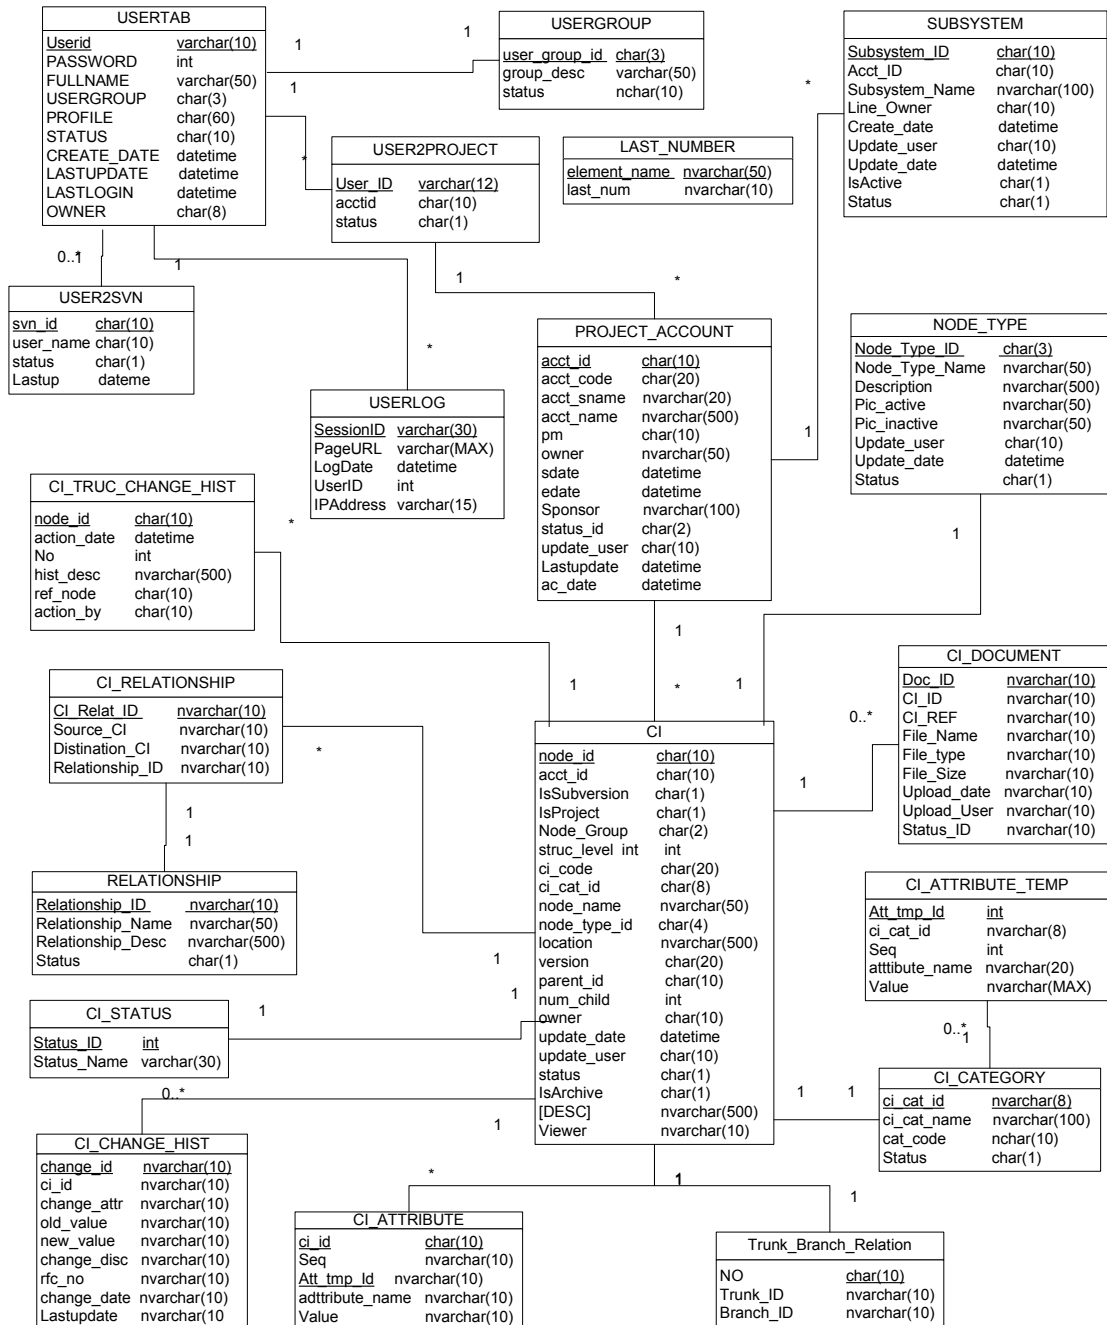 USERTAB
Userid varchar(10)
PASSWORD int
FULLNAME varchar(50)
USERGROUP char(3)
PROFILE char(60)
STATUS char(10)
CREATE_DATE datetime
LASTUPDATE datetime
LASTLOGIN datetime
OWNER char(8)
1
1
1
*
USERGROUP
user_group_id char(3)
group_desc varchar(50)
status nchar(10)
SUBSYSTEM
Subsystem_ID char(10)
Acct_ID char(10)
Subsystem_Name nvarchar(100)
Line_Owner char(10)
Create_date datetime
Update_user char(10)
Update_date datetime
IsActive char(1)
Status char(1)
*
USER2PROJECT
User_ID varchar(12)
acctid char(10)
status char(1)
LAST_NUMBER
element_name nvarchar(50)
last_num nvarchar(10)
0..*
1
1
1
*
USER2SVN
svn_id char(10)
user_name char(10)
status char(1)
Lastup dateme
*
USERLOG
SessionID varchar(30)
PageURL varchar(MAX)
LogDate datetime
UserID int
IPAddress varchar(15)
PROJECT_ACCOUNT
acct_id char(10)
acct_code char(20)
acct_sname nvarchar(20)
acct_name nvarchar(500)
pm char(10)
owner nvarchar(50)
sdate datetime
edate datetime
Sponsor nvarchar(100)
status_id char(2)
update_user char(10)
Lastupdate datetime
ac_date datetime
1
NODE_TYPE
Node_Type_ID char(3)
Node_Type_Name nvarchar(50)
Description nvarchar(500)
Pic_active nvarchar(50)
Pic_inactive nvarchar(50)
Update_user char(10)
Update_date datetime
Status char(1)
1
CI_TRUC_CHANGE_HIST
node_id char(10)
action_date datetime
No int
hist_desc nvarchar(500)
ref_node char(10)
action_by char(10)
*
1
1
*
1
CI_RELATIONSHIP
CI_Relat_ID nvarchar(10)
Source_CI nvarchar(10)
Distination_CI nvarchar(10)
Relationship_ID nvarchar(10)
*
1
1
CI_DOCUMENT
Doc_ID nvarchar(10)
CI_ID nvarchar(10)
CI_REF nvarchar(10)
File_Name nvarchar(10)
File_type nvarchar(10)
File_Size nvarchar(10)
Upload_date nvarchar(10)
Upload_User nvarchar(10)
Status_ID nvarchar(10)
0..*
1
CI
node_id char(10)
acct_id char(10)
IsSubversion char(1)
IsProject char(1)
Node_Group char(2)
struc_level int int
ci_code char(20)
ci_cat_id char(8)
node_name nvarchar(50)
node_type_id char(4)
location nvarchar(500)
version char(20)
parent_id char(10)
num_child int
owner char(10)
update_date datetime
update_user char(10)
status char(1)
IsArchive char(1)
[DESC] nvarchar(500)
Viewer nvarchar(10)
RELATIONSHIP
Relationship_ID nvarchar(10)
Relationship_Name nvarchar(50)
Relationship_Desc nvarchar(500)
Status char(1)
1
CI_ATTRIBUTE_TEMP
Att_tmp_Id int
ci_cat_id nvarchar(8)
Seq int
atttibute_name nvarchar(20)
Value nvarchar(MAX)
CI_STATUS
Status_ID int
Status_Name varchar(30)
1
1
0..*
1
CI_CATEGORY
ci_cat_id nvarchar(8)
ci_cat_name nvarchar(100)
cat_code nchar(10)
Status char(1)
1
1
0..*
1
CI_CHANGE_HIST
change_id nvarchar(10)
ci_id nvarchar(10)
change_attr nvarchar(10)
old_value nvarchar(10)
new_value nvarchar(10)
change_disc nvarchar(10)
rfc_no nvarchar(10)
change_date nvarchar(10)
Lastupdate nvarchar(10
*
1
1
1
CI_ATTRIBUTE
ci_id char(10)
Seq nvarchar(10)
Att_tmp_Id nvarchar(10)
adttribute_name nvarchar(10)
Value nvarchar(10)
Trunk_Branch_Relation
NO char(10)
Trunk_ID nvarchar(10)
Branch_ID nvarchar(10)